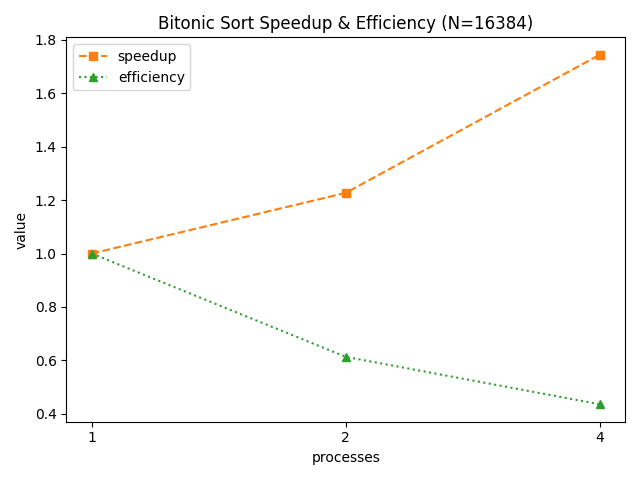 Bitonic Sort Speedup & Efficiency (N=16384)
speedup
efficiency
value
1.8
1.6
1.4
1.2
1.0
0.8
0.6
0.4
1
2
4
processes